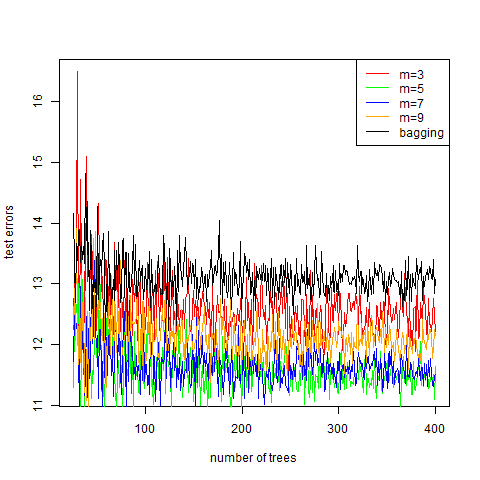 m=3
m=5
m=7
m=9
bagging
16
15
14
13
12
11
test errors
100
200
300
400
number of trees